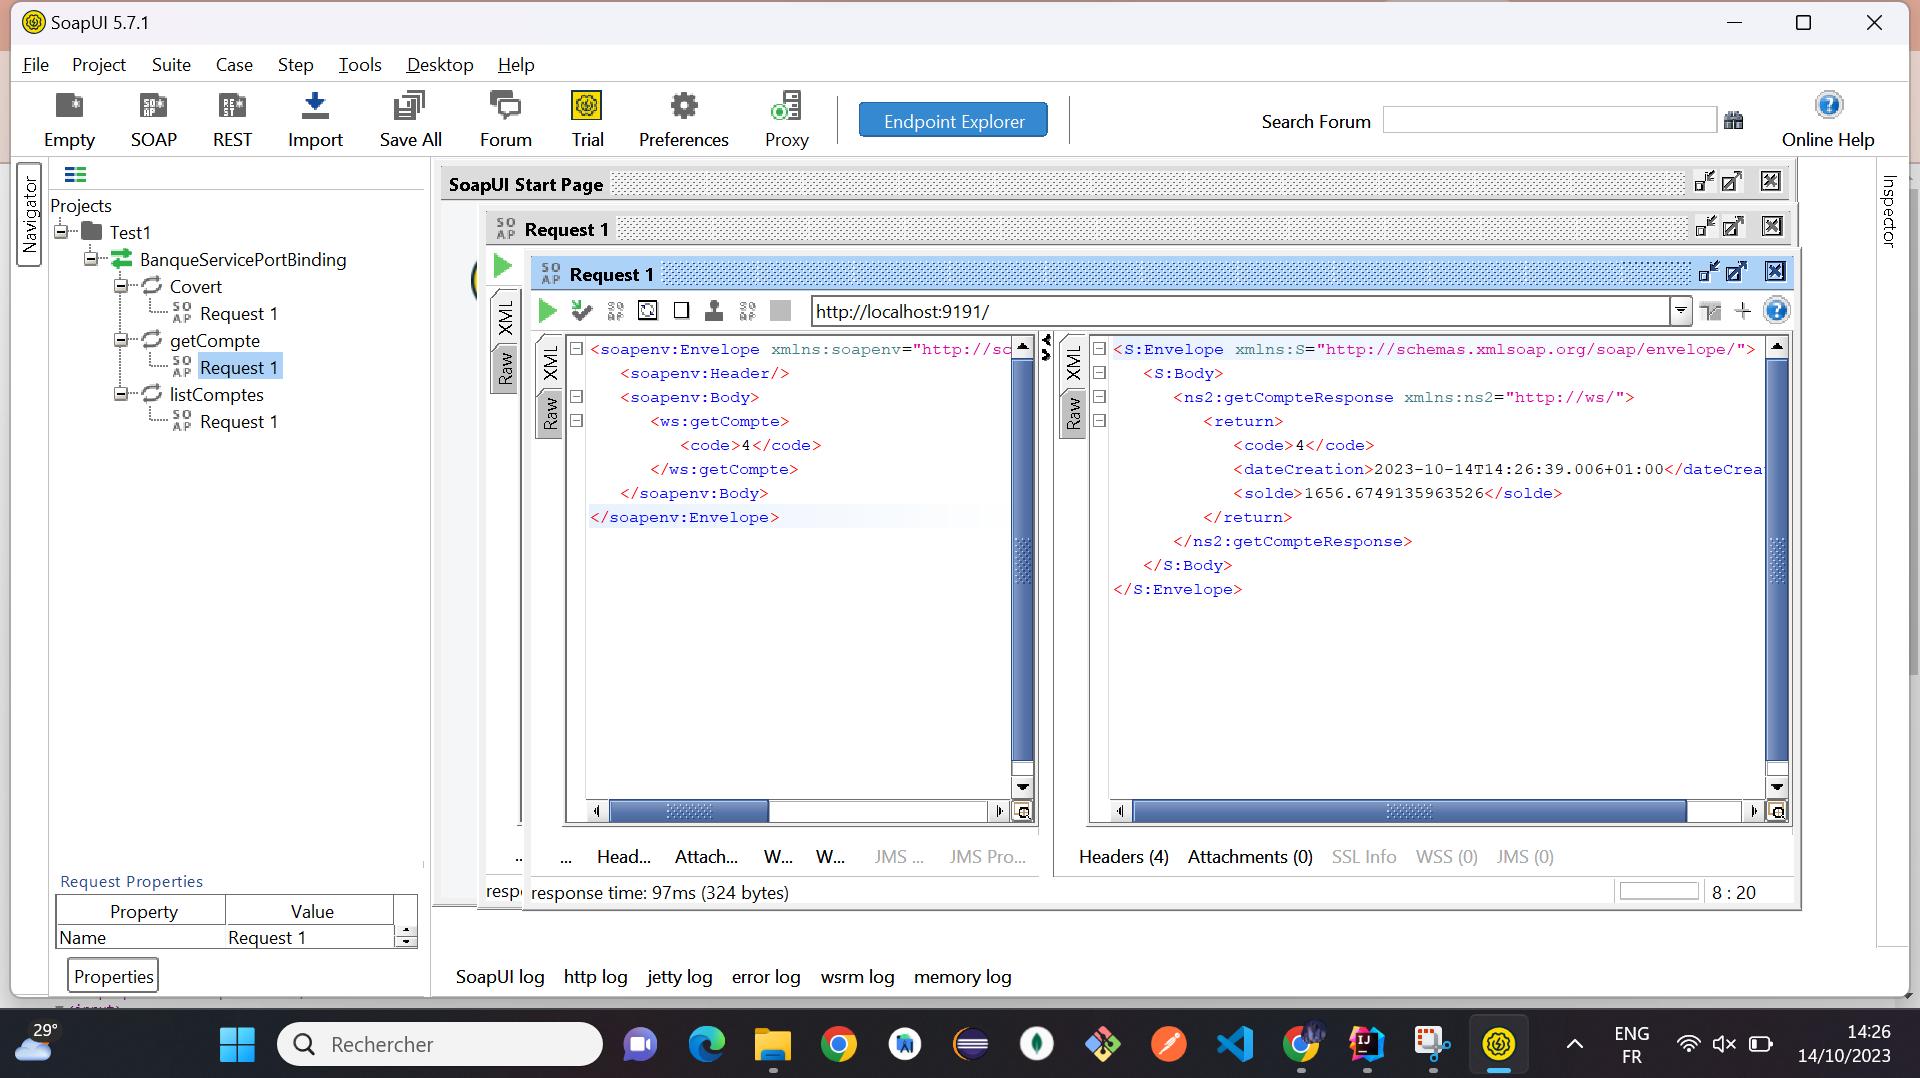 SoapUI 5.7.1
File Project Suite Case Step Tools Desktop Help
Empty SOAP REST Import Save All Forum Trial Preferences Proxy Endpoint Explorer Search Forum Online Help
Navigator
Inspector
Projects
Test1
BanqueServicePortBinding
Covert
Request 1
getCompte
Request 1
listComptes
Request 1
SoapUI Start Page
Request 1
Request 1
XML
Raw
http://localhost:9191/
XML
Raw
<soapenv:Envelope xmlns:soapenv="http://sc
<soapenv:Header/>
<soapenv:Body>
<ws:getCompte>
<code>4</code>
</ws:getCompte>
</soapenv:Body>
</soapenv:Envelope>
XML
Raw
<S:Envelope xmlns:S="http://schemas.xmlsoap.org/soap/envelope/">
<S:Body>
<ns2:getCompteResponse xmlns:ns2="http://ws/">
<return>
<code>4</code>
<dateCreation>2023-10-14T14:26:39.006+01:00</dateCrea
<solde>1656.6749135963526</solde>
</return>
</ns2:getCompteResponse>
</S:Body>
</S:Envelope>
.. ... Head... Attach... W... W... JMS ... JMS Pro...
Headers (4) Attachments (0) SSL Info WSS (0) JMS (0)
resp response time: 97ms (324 bytes)
8 : 20
Request Properties
Property Value
Name Request 1
Properties
SoapUI log http log jetty log error log wsrm log memory log
29°
Rechercher
ENG
FR
14:26
14/10/2023